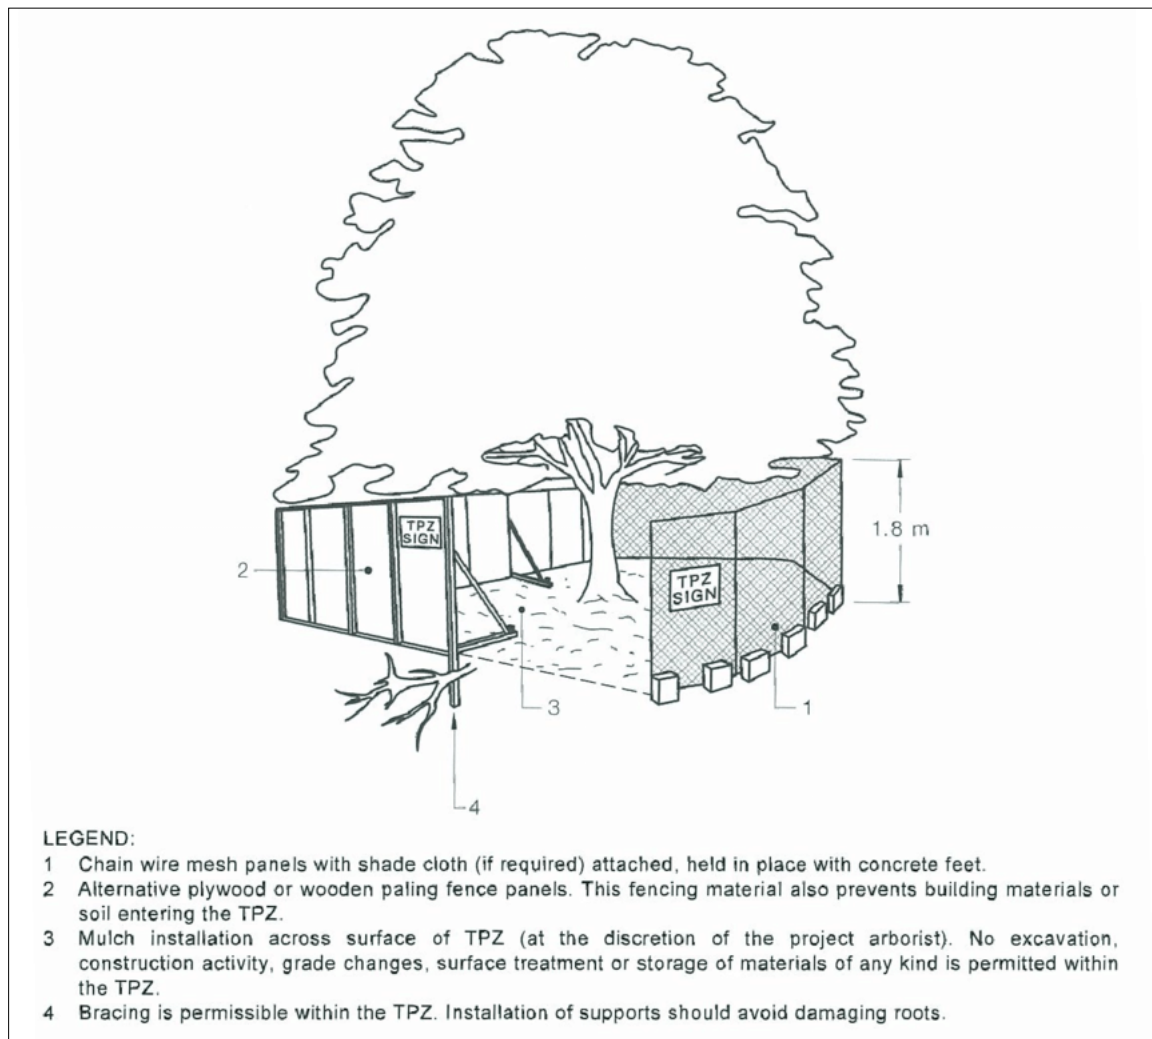 TPZ
SIGN
2
TPZ
SIGN
1.8 m
3
1
4
LEGEND:
1 Chain wire mesh panels with shade cloth (if required) attached, held in place with concrete feet.
2 Alternative plywood or wooden paling fence panels. This fencing material also prevents building materials or
soil entering the TPZ.
3 Mulch installation across surface of TPZ (at the discretion of the project arborist). No excavation,
construction activity, grade changes, surface treatment or storage of materials of any kind is permitted within
the TPZ.
4 Bracing is permissible within the TPZ. Installation of supports should avoid damaging roots.